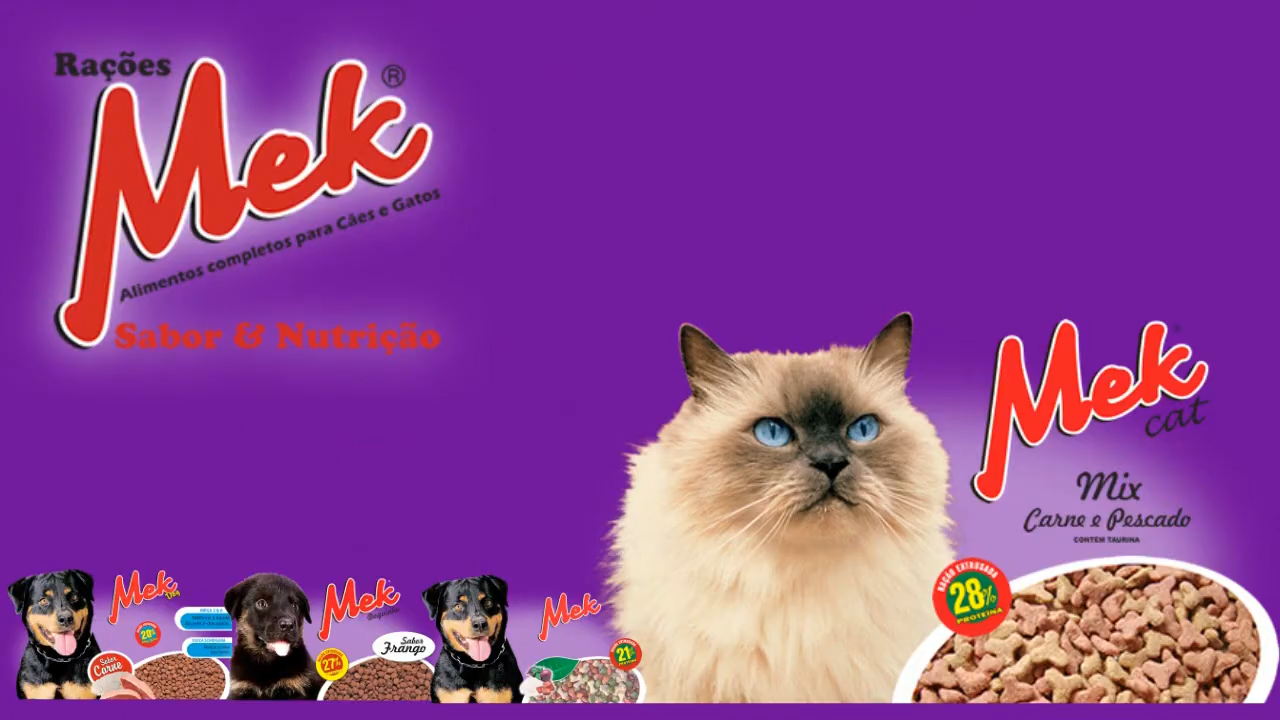 Rações
Mek®
Alimentos completos para Cães e Gatos
Sabor & Nutrição
Mek
cat
Mix
Carne e Pescado
CONTÉM TAURINA
RAÇÃO EXTRUSADA
28%
PROTEÍNA
Mek
20%
Sabor
Carne
Mek
27%
Sabor
Frango
Mek
21%